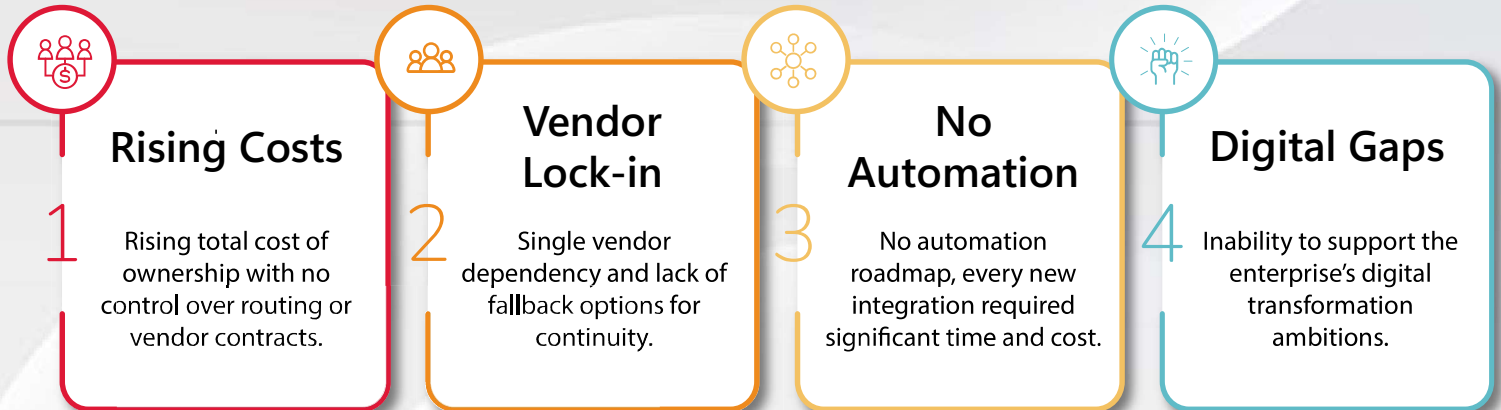 $
Rising Costs
1
Rising total cost of
ownership with no
control over routing or
vendor contracts.
Vendor
Lock-in
2
Single vendor
dependency and lack of
fallback options for
continuity.
No
Automation
3
No automation
roadmap, every new
integration required
significant time and cost.
Digital Gaps
4
Inability to support the
enterprise’s digital
transformation
ambitions.